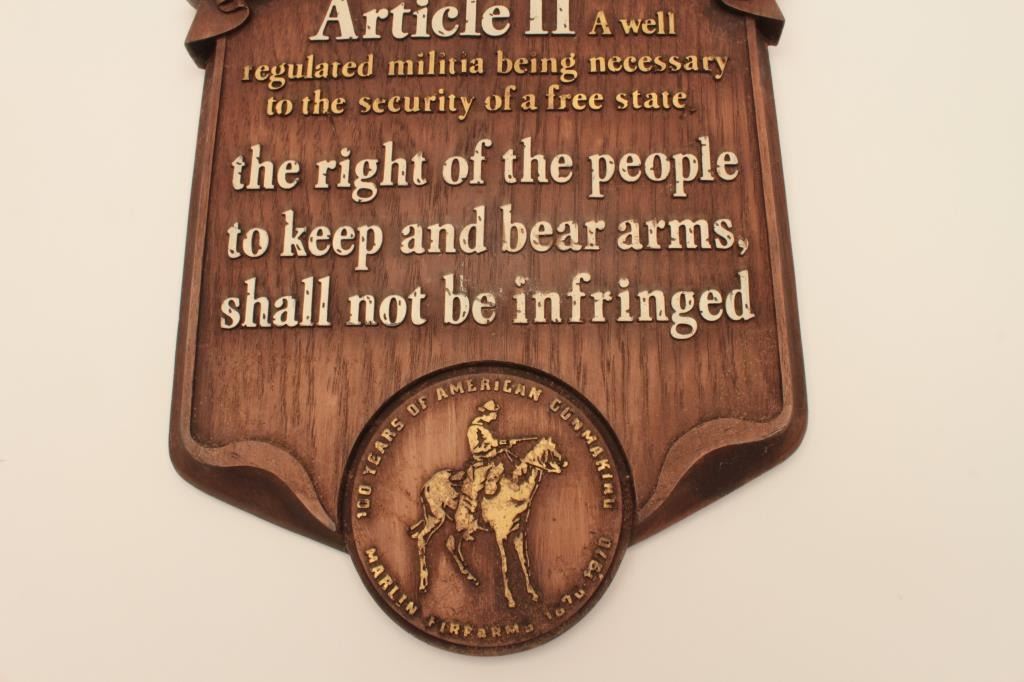 Article II A well
regulated militia being necessary
to the security of a free state
the right of the people
to keep and bear arms,
shall not be infringed
100 YEARS OF AMERICAN GUNMAKING
MARLIN FIREARMS 1870-1970